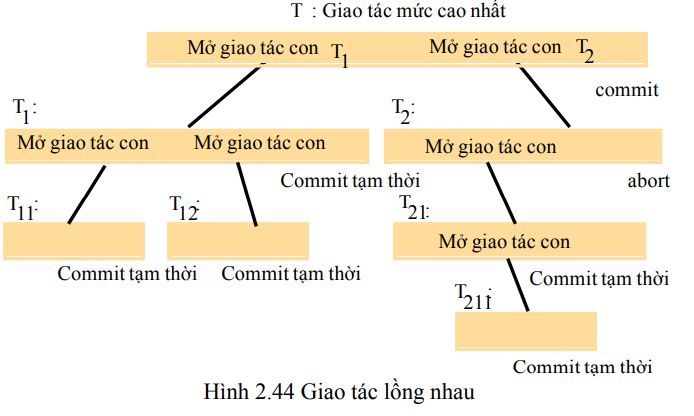 T : Giao tác mức cao nhất
Mở giao tác con T1 Mở giao tác con T2
commit
T1: T2:
Mở giao tác con Mở giao tác con Mở giao tác con
Commit tạm thời abort
T11: T12: T21:
Mở giao tác con
Commit tạm thời Commit tạm thời Commit tạm thời
T211:
Commit tạm thời
Hình 2.44 Giao tác lồng nhau